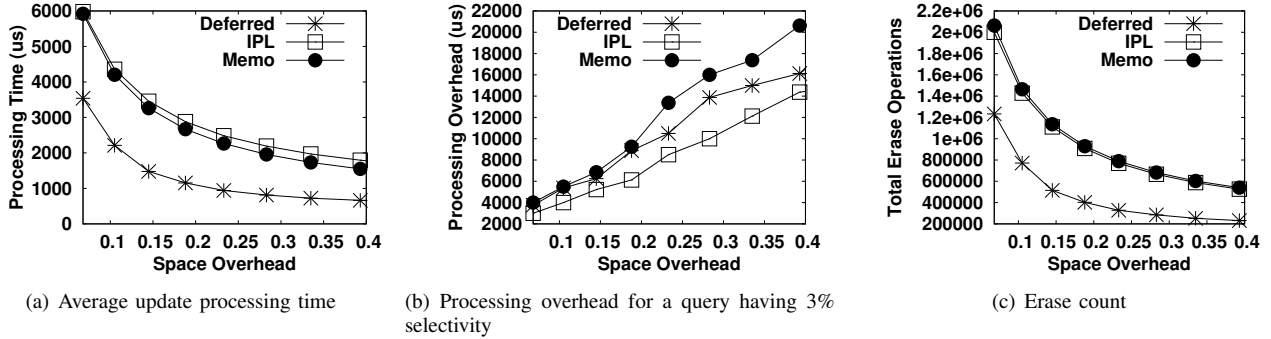 6000
5000
4000
3000
2000
1000
0
Processing Time (us)
Deferred
IPL
Memo
0.1 0.15 0.2 0.25 0.3 0.35 0.4
Space Overhead
(a) Average update processing time
22000
20000
18000
16000
14000
12000
10000
8000
6000
4000
2000
Processing Overhead (us)
Deferred
IPL
Memo
0.1 0.15 0.2 0.25 0.3 0.35 0.4
Space Overhead
(b) Processing overhead for a query having 3%
selectivity
2.2e+06
2e+06
1.8e+06
1.6e+06
1.4e+06
1.2e+06
1e+06
800000
600000
400000
200000
Total Erase Operations
Deferred
IPL
Memo
0.1 0.15 0.2 0.25 0.3 0.35 0.4
Space Overhead
(c) Erase count